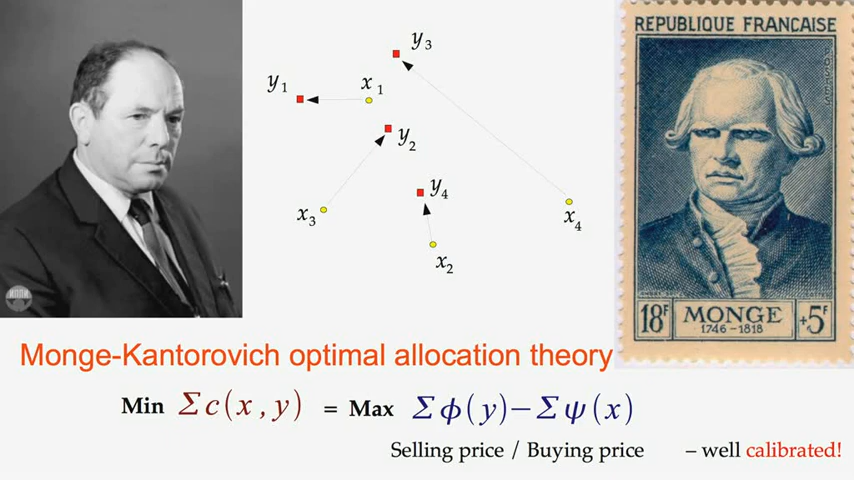 REPUBLIQUE FRANÇAISE
y₃
y₁
x₁
y₂
y₄
x₃
x₄
x₂
18F
MONGE
1746–1818
+5F
Monge-Kantorovich optimal allocation theory
Min Σc(x,y) = Max Σϕ(y)−Σψ(x)
Selling price / Buying price – well calibrated!